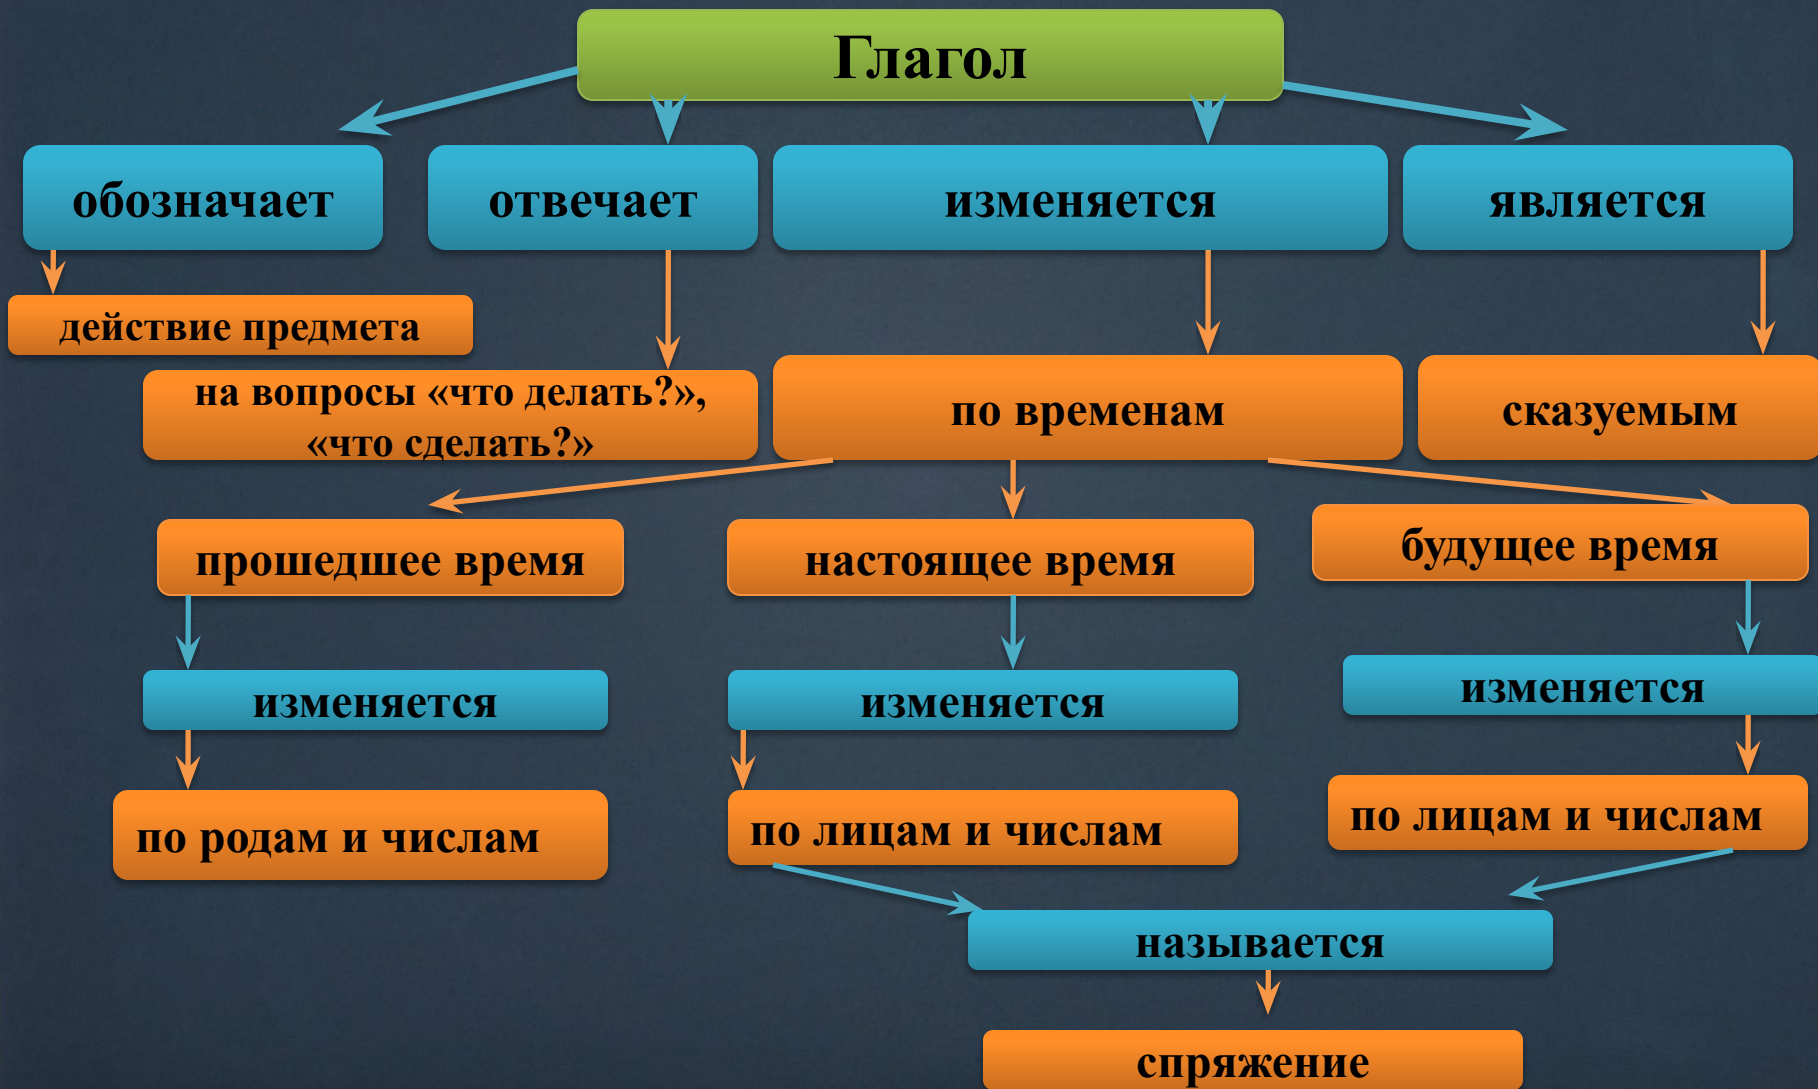 Глагол
обозначает
отвечает
изменяется
является
действие предмета
на вопросы «что делать?»,
«что сделать?»
по временам
сказуемым
прошедшее время
настоящее время
будущее время
изменяется
изменяется
изменяется
по родам и числам
по лицам и числам
по лицам и числам
называется
спряжение